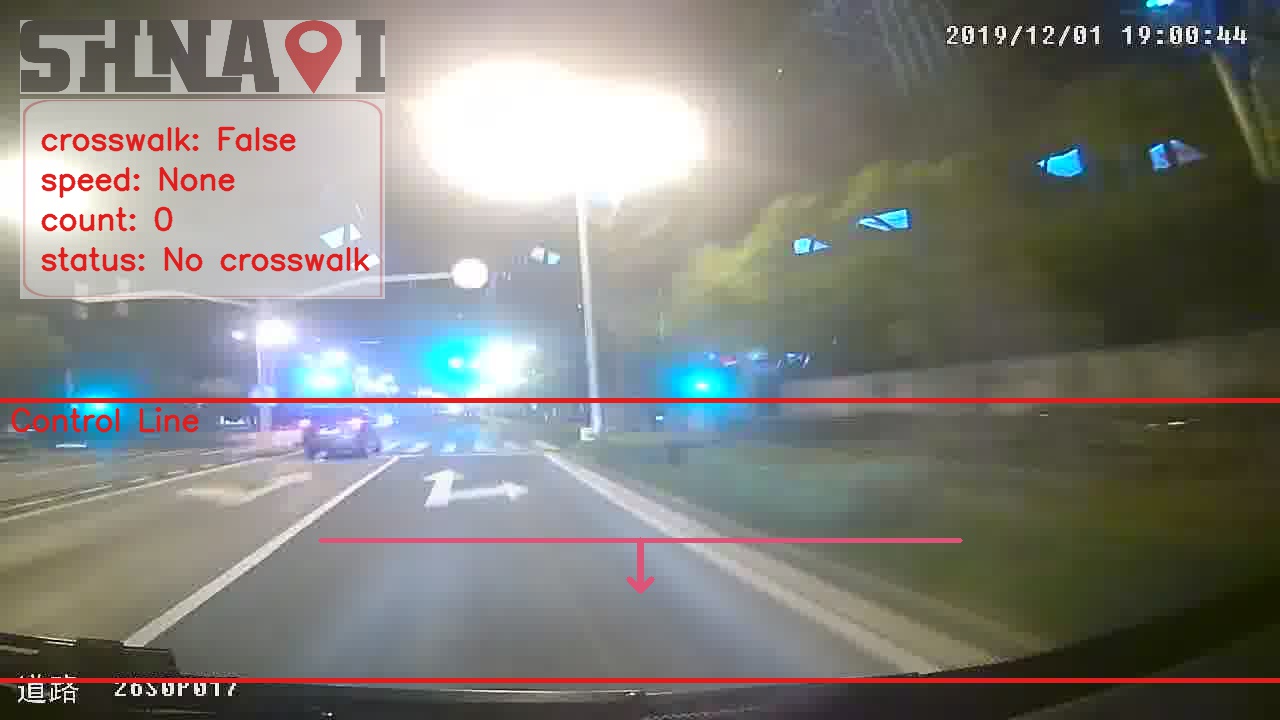 SHNAVI
2019/12/01 19:00:44
crosswalk: False
speed: None
count: 0
status: No crosswalk
Control Line
道路